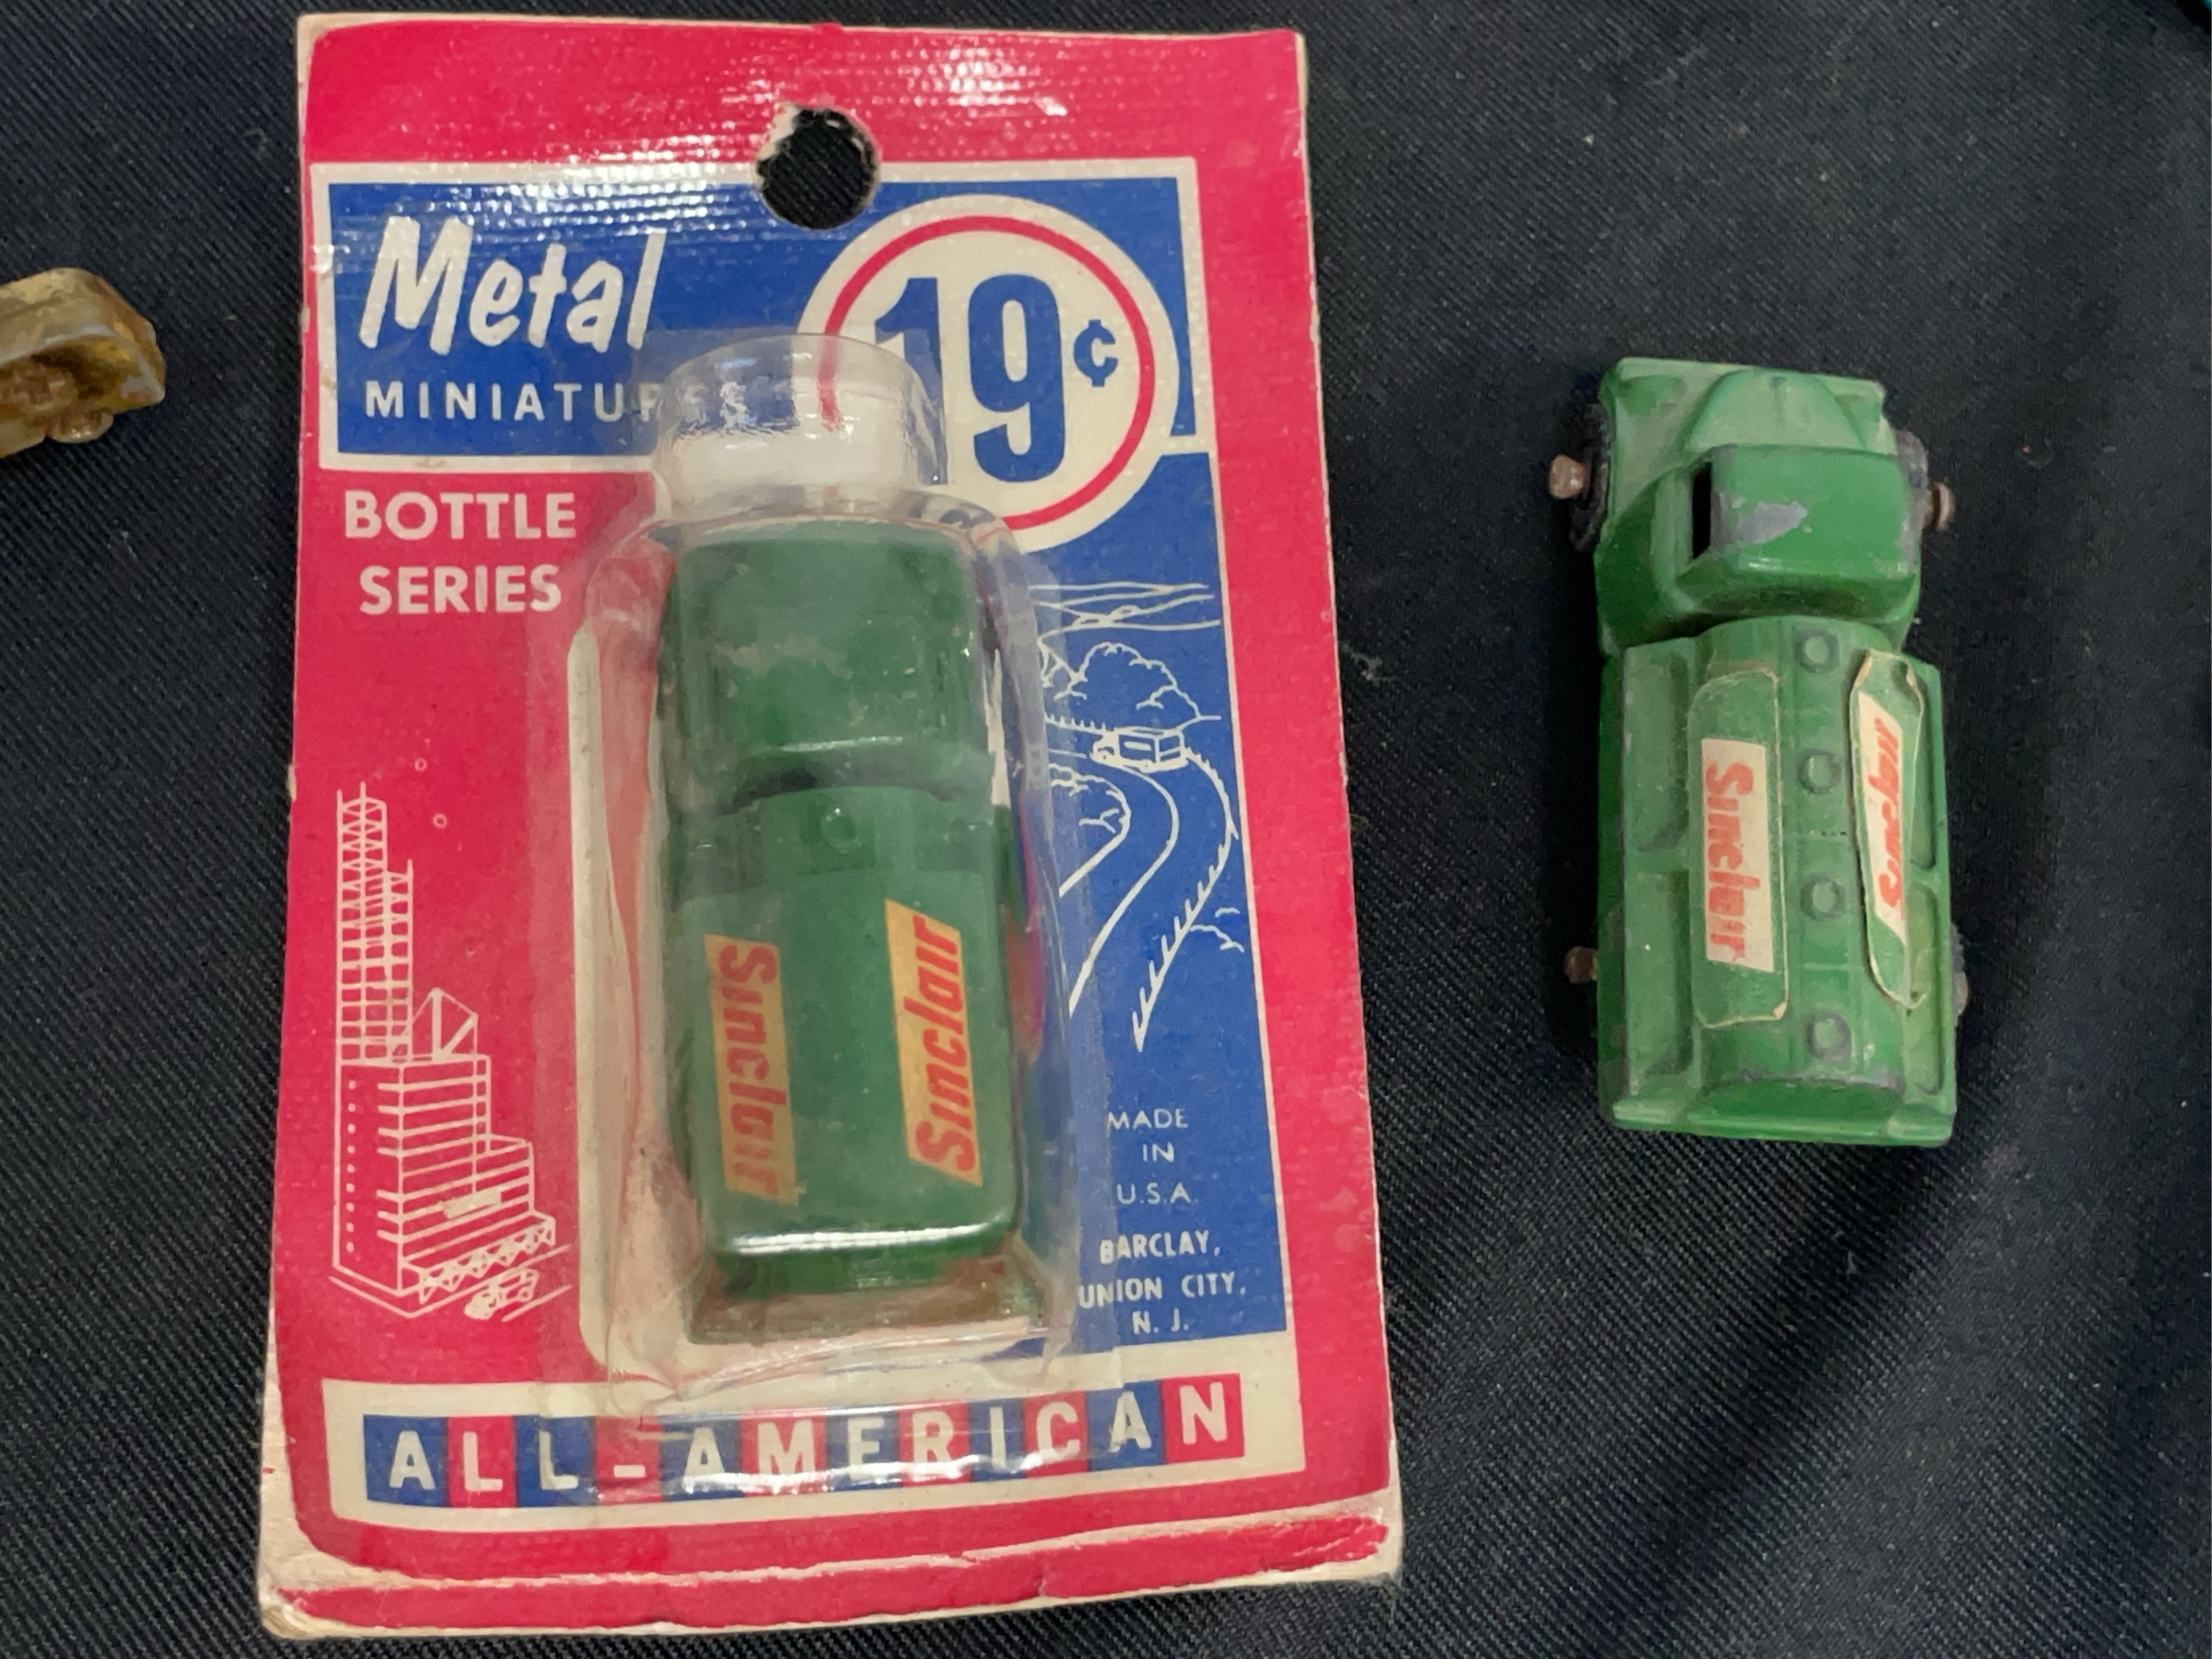 Metal
19¢
MINIATUR
BOTTLE
SERIES
Sinclair
Sinclair
MADE
IN
U.S.A.
BARCLAY,
UNION CITY,
N. J.
ALL-AMERICAN
Sinclair
Sinclair